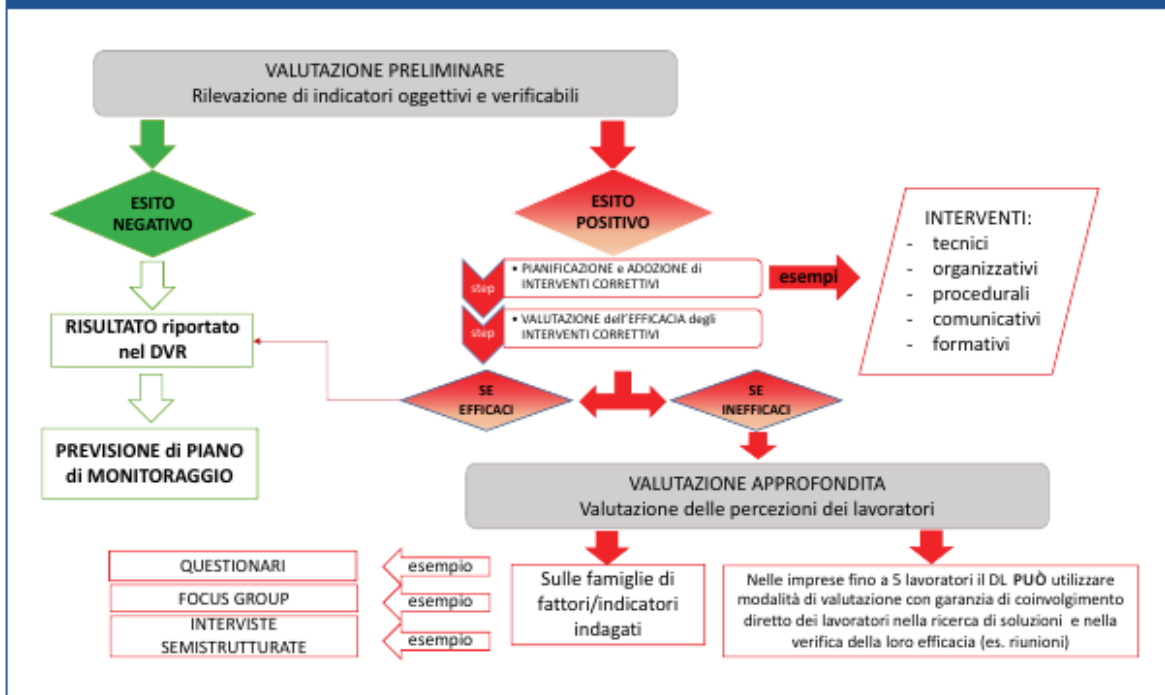 VALUTAZIONE PRELIMINARE
Rilevazione di indicatori oggettivi e verificabili
ESITO
NEGATIVO
ESITO
POSITIVO
RISULTATO riportato
nel DVR
PREVISIONE di PIANO
di MONITORAGGIO
step
• PIANIFICAZIONE e ADOZIONE di
INTERVENTI CORRETTIVI
esempi
INTERVENTI:
- tecnici
- organizzativi
- procedurali
- comunicativi
- formativi
step
• VALUTAZIONE dell'EFFICACIA degli
INTERVENTI CORRETTIVI
SE
EFFICACI
SE
INEFFICACI
VALUTAZIONE APPROFONDITA
Valutazione delle percezioni dei lavoratori
QUESTIONARI
FOCUS GROUP
INTERVISTE
SEMISTRUTTURATE
esempio
esempio
esempio
Sulle famiglie di
fattori/indicatori
indagati
Nelle imprese fino a 5 lavoratori il DL PUÒ utilizzare
modalità di valutazione con garanzia di coinvolgimento
diretto dei lavoratori nella ricerca di soluzioni e nella
verifica della loro efficacia (es. riunioni)